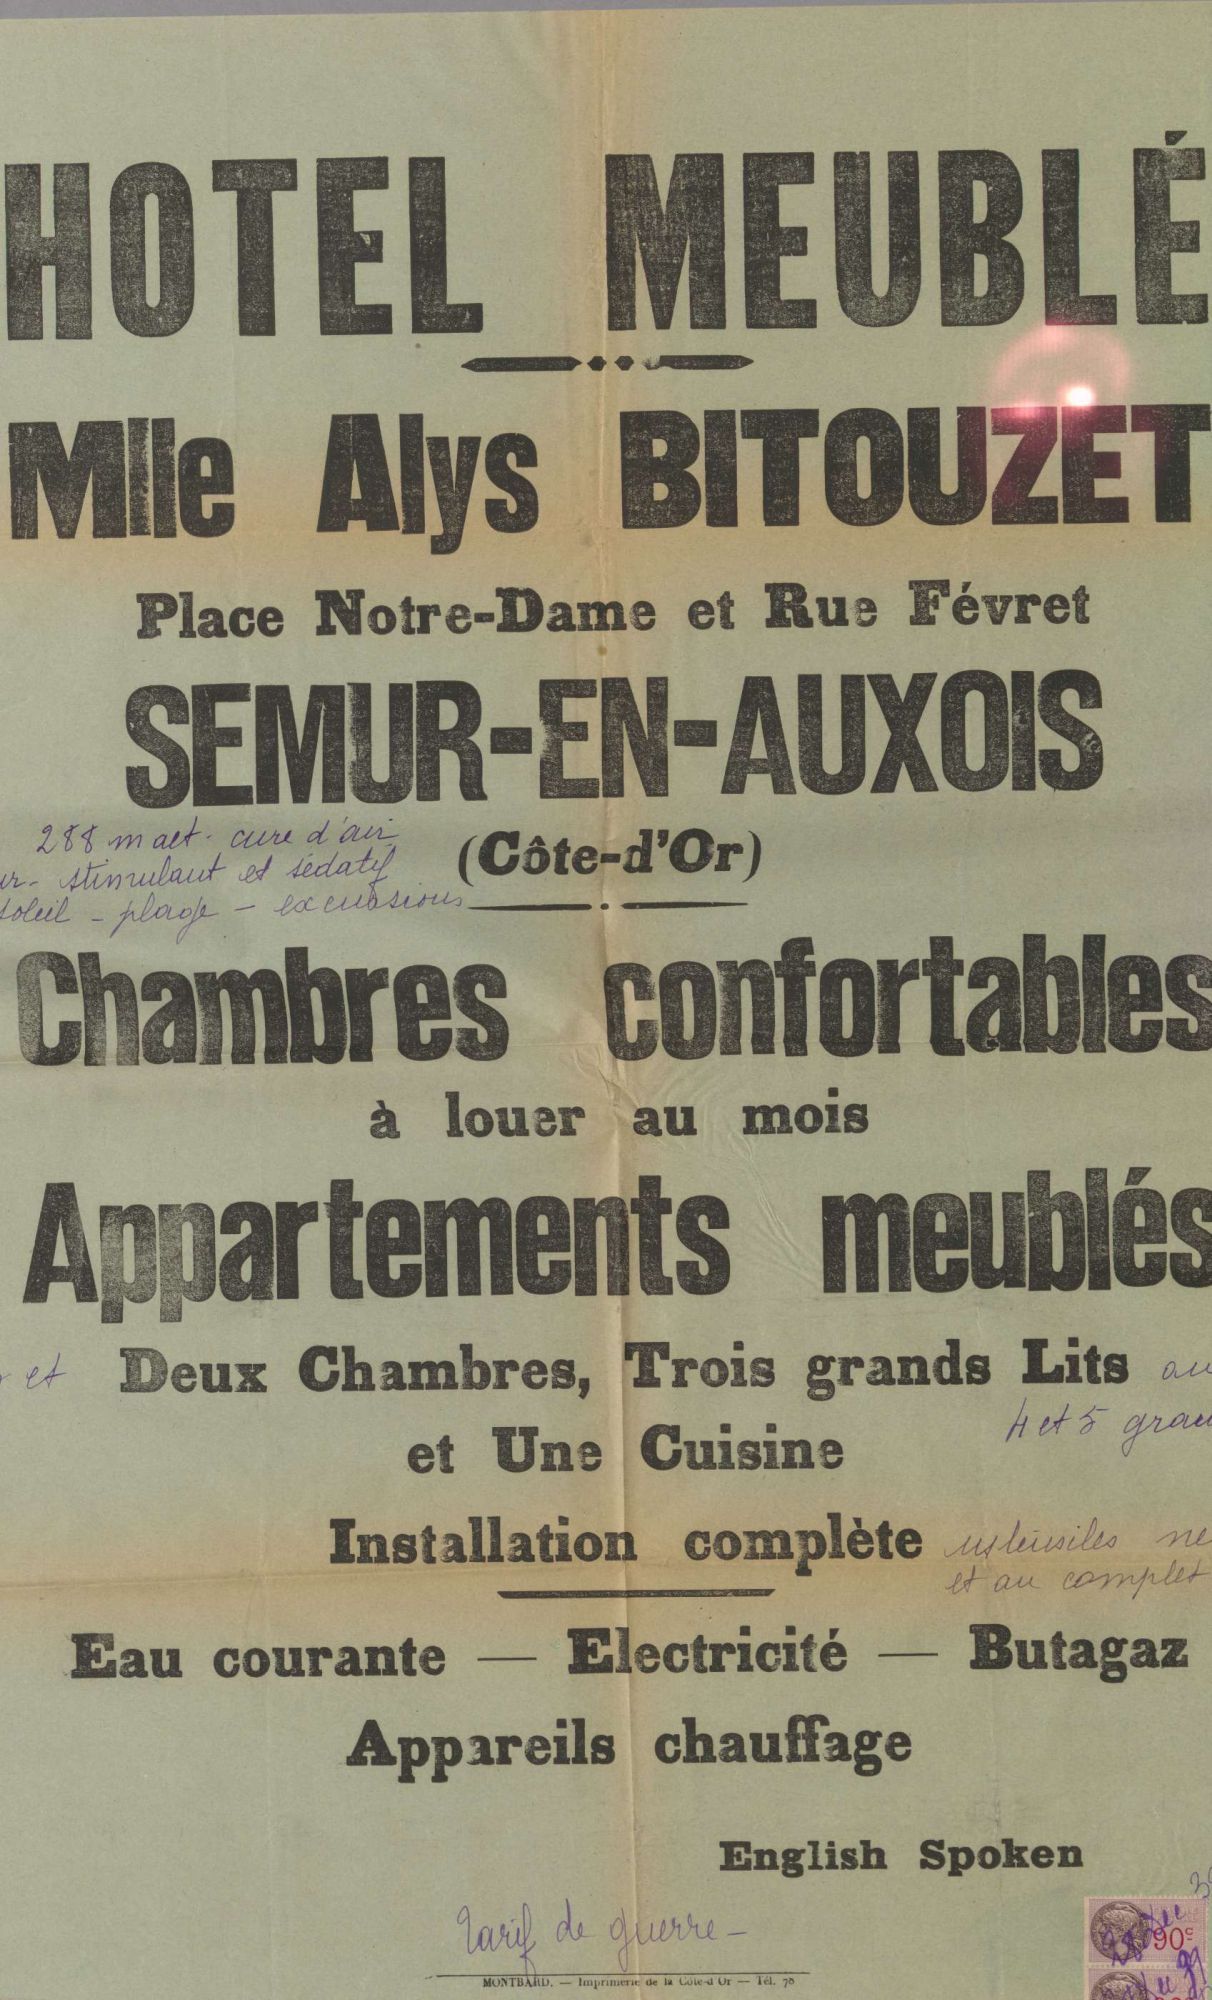 HOTEL MEUBLÉ
Mlle Alys BITOUZET
Place Notre-Dame et Rue Févret
SEMUR-EN-AUXOIS
(Côte-d'Or)
288 m alt. cure d'air
stimulant et sédatif
soleil - plage - excursions
Chambres confortables
à louer au mois
Appartements meublés
et Deux Chambres, Trois grands Lits ou
4 et 5
et Une Cuisine
Installation complète ustensiles
et au complet
Eau courante — Electricité — Butagaz
Appareils chauffage
English Spoken
Tarif de guerre -
90c
MONTBARD. — Imprimerie de la Côte-d'Or — Tél. 78